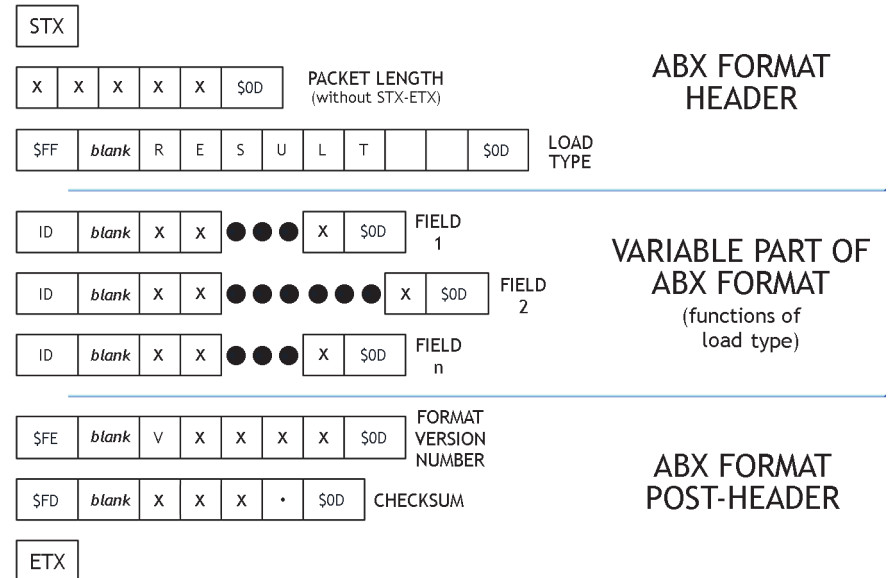 STX
X X X X X $0D
PACKET LENGTH
(without STX-ETX)
ABX FORMAT
HEADER
$FF blank R E S U L T $0D
LOAD
TYPE
ID blank X X X $0D
FIELD
1
VARIABLE PART OF
ABX FORMAT
(functions of
load type)
ID blank X X X $0D
FIELD
2
ID blank X X X $0D
FIELD
n
$FE blank V X X X X $0D
FORMAT
VERSION
NUMBER
ABX FORMAT
POST-HEADER
$FD blank X X X • $0D
CHECKSUM
ETX